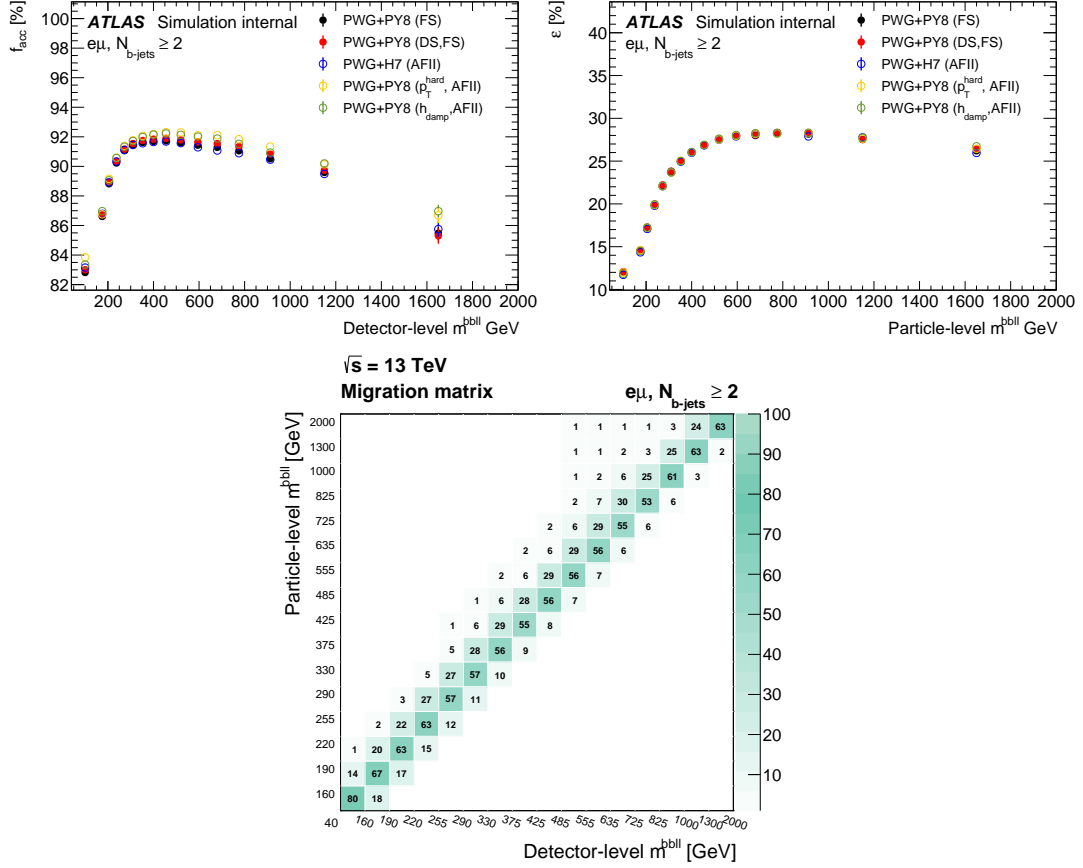 f_acc [%]
ATLAS Simulation internal
eμ, N_b-jets ≥ 2
PWG+PY8 (FS)
PWG+PY8 (DS,FS)
PWG+H7 (AFII)
PWG+PY8 (p_T^hard, AFII)
PWG+PY8 (h_damp,AFII)
100
98
96
94
92
90
88
86
84
82
200 400 600 800 1000 1200 1400 1600 1800 2000
Detector-level m^bbll GeV
ε [%]
ATLAS Simulation internal
eμ, N_b-jets ≥ 2
PWG+PY8 (FS)
PWG+PY8 (DS,FS)
PWG+H7 (AFII)
PWG+PY8 (p_T^hard, AFII)
PWG+PY8 (h_damp,AFII)
40
35
30
25
20
15
10
200 400 600 800 1000 1200 1400 1600 1800 2000
Particle-level m^bbll GeV
√s = 13 TeV
Migration matrix eμ, N_b-jets ≥ 2
Particle-level m^bbll [GeV]
2000 1 1 1 1 3 24 63
1300 1 1 2 3 25 63 2
1000 1 2 6 25 61 3
825 2 7 30 53 6
725 2 6 29 55 6
635 2 6 29 56 6
555 2 6 29 56 7
485 1 6 28 56 7
425 1 6 29 55 8
375 5 28 56 9
330 5 27 57 10
290 3 27 57 11
255 2 22 63 12
220 1 20 63 15
190 14 67 17
160 80 18
40 160 190 220 255 290 330 375 425 485 555 635 725 825 1000 1300 2000
Detector-level m^bbll [GeV]
100
90
80
70
60
50
40
30
20
10